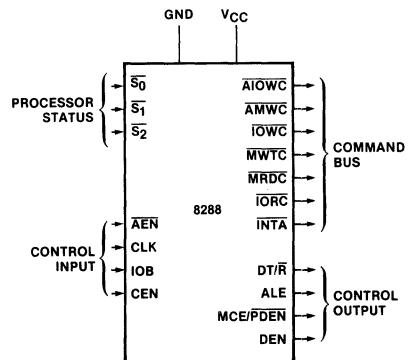 GND
VCC
S0
S1
S2
PROCESSOR
STATUS
AIOWC
AMWC
IOWC
MWTC
MRDC
IORC
INTA
COMMAND
BUS
8288
AEN
CLK
IOB
CEN
CONTROL
INPUT
DT/R
ALE
MCE/PDEN
DEN
CONTROL
OUTPUT